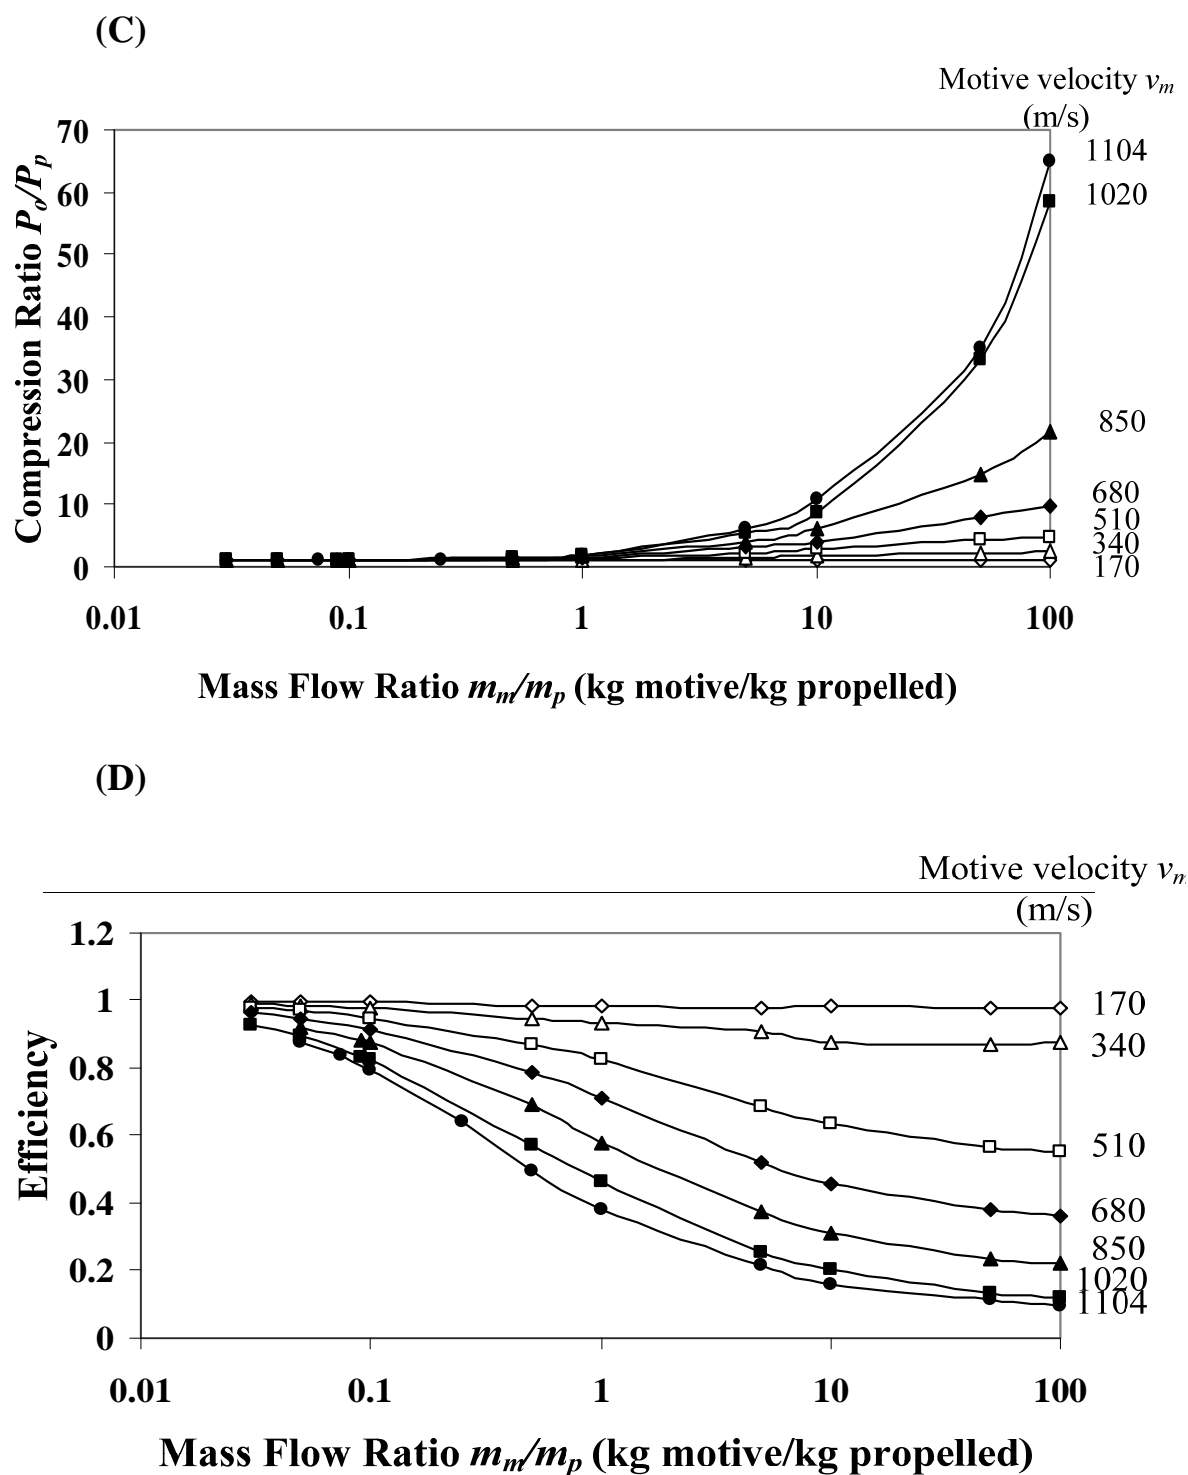 (C)
Motive velocity vm
(m/s)
70
60
50
40
30
20
10
0
Compression Ratio Po/Pp
1104
1020
850
680
510
340
170
0.01 0.1 1 10 100
Mass Flow Ratio mm/mp (kg motive/kg propelled)
(D)
Motive velocity vm
(m/s)
1.2
1
0.8
0.6
0.4
0.2
0
Efficiency
170
340
510
680
850
1020
1104
0.01 0.1 1 10 100
Mass Flow Ratio mm/mp (kg motive/kg propelled)